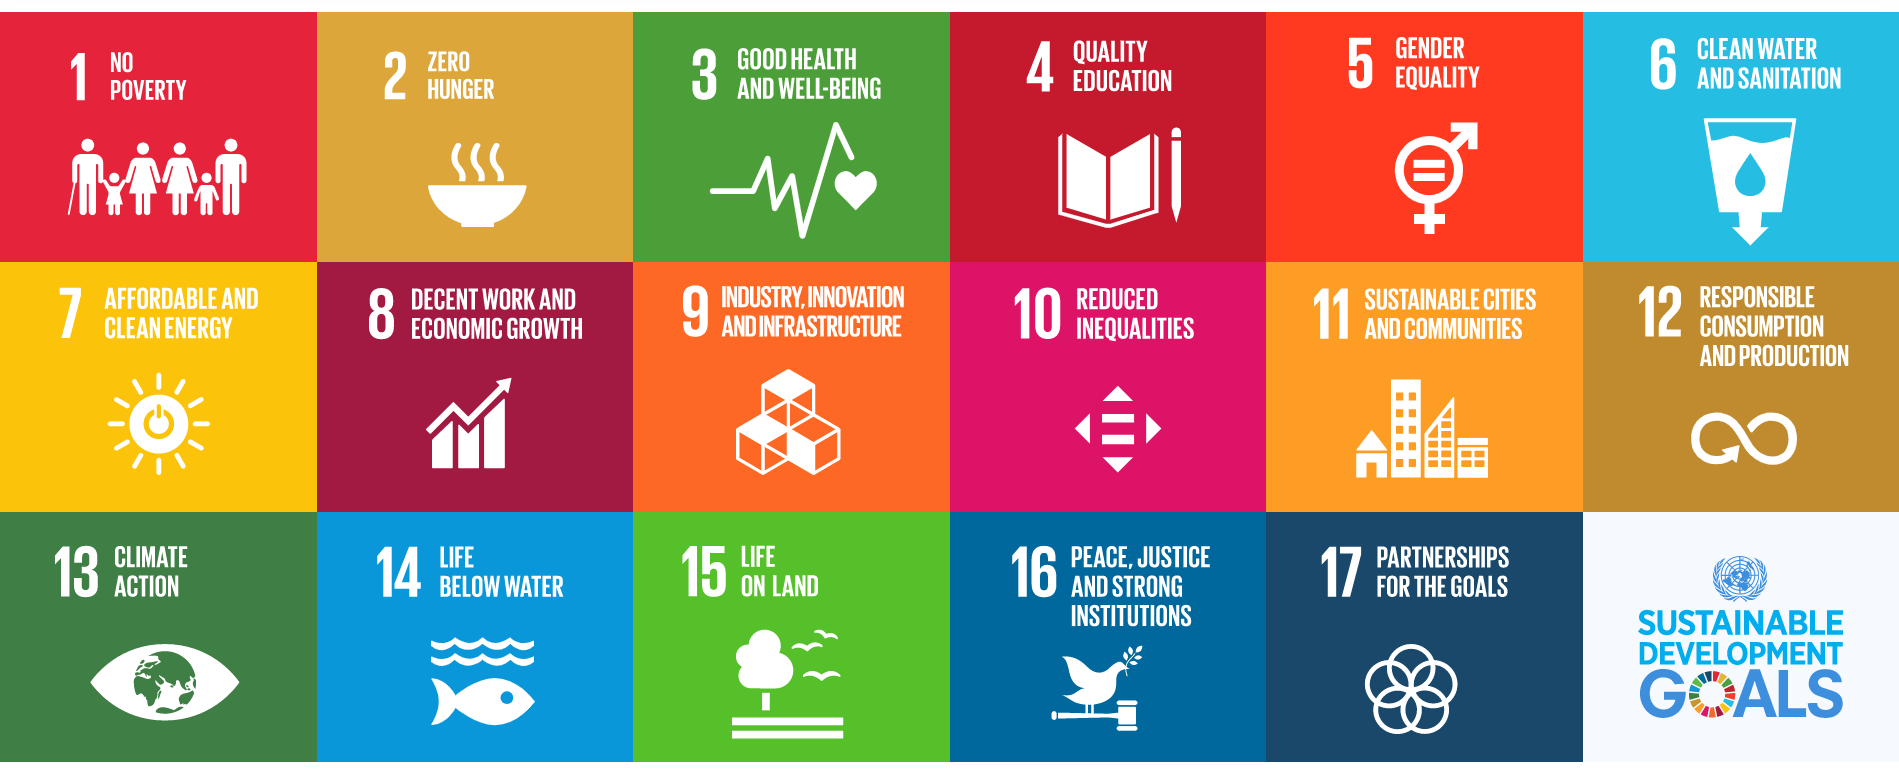 1 NO
POVERTY
2 ZERO
HUNGER
3 GOOD HEALTH
AND WELL-BEING
4 QUALITY
EDUCATION
5 GENDER
EQUALITY
6 CLEAN WATER
AND SANITATION
7 AFFORDABLE AND
CLEAN ENERGY
8 DECENT WORK AND
ECONOMIC GROWTH
9 INDUSTRY, INNOVATION
AND INFRASTRUCTURE
10 REDUCED
INEQUALITIES
11 SUSTAINABLE CITIES
AND COMMUNITIES
12 RESPONSIBLE
CONSUMPTION
AND PRODUCTION
13 CLIMATE
ACTION
14 LIFE
BELOW WATER
15 LIFE
ON LAND
16 PEACE, JUSTICE
AND STRONG
INSTITUTIONS
17 PARTNERSHIPS
FOR THE GOALS
SUSTAINABLE
DEVELOPMENT
GOALS